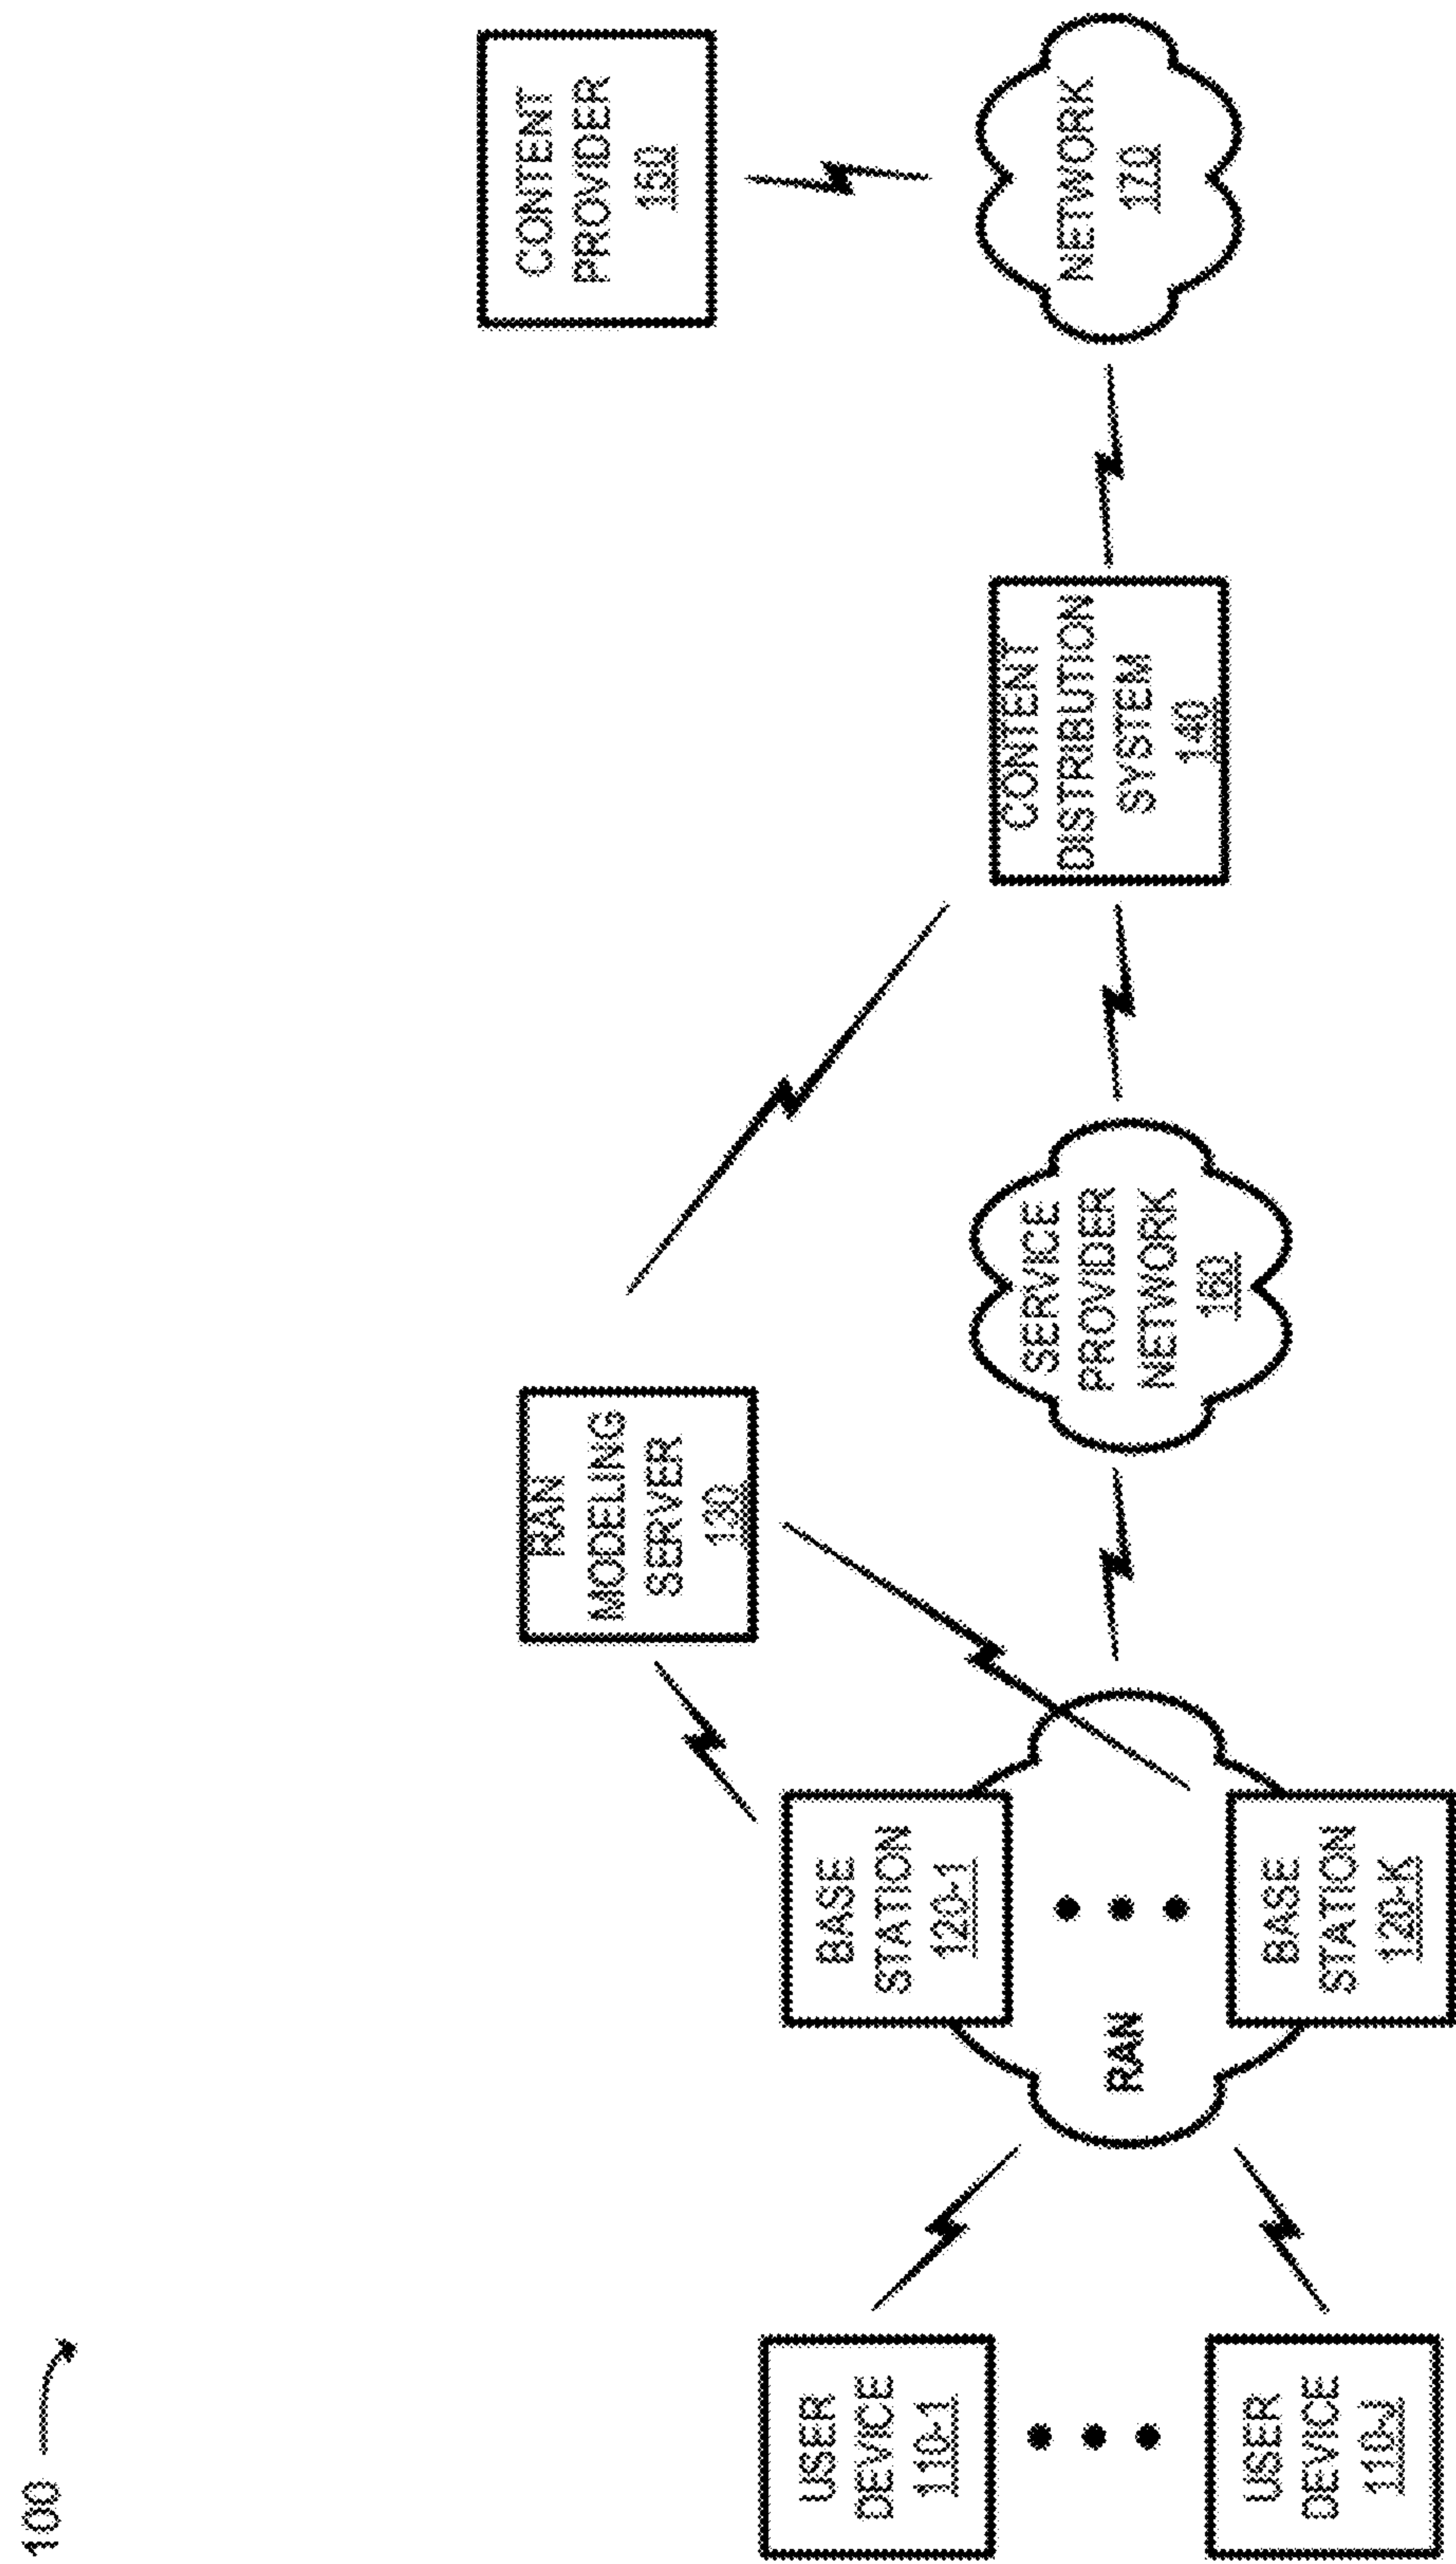 100
USER
DEVICE
110-1
USER
DEVICE
110-J
BASE
STATION
120-1
RAN
BASE
STATION
120-K
RAN
MODELING
SERVER
130
SERVICE
PROVIDER
NETWORK
160
CONTENT
DISTRIBUTION
SYSTEM
140
CONTENT
PROVIDER
150
NETWORK
170